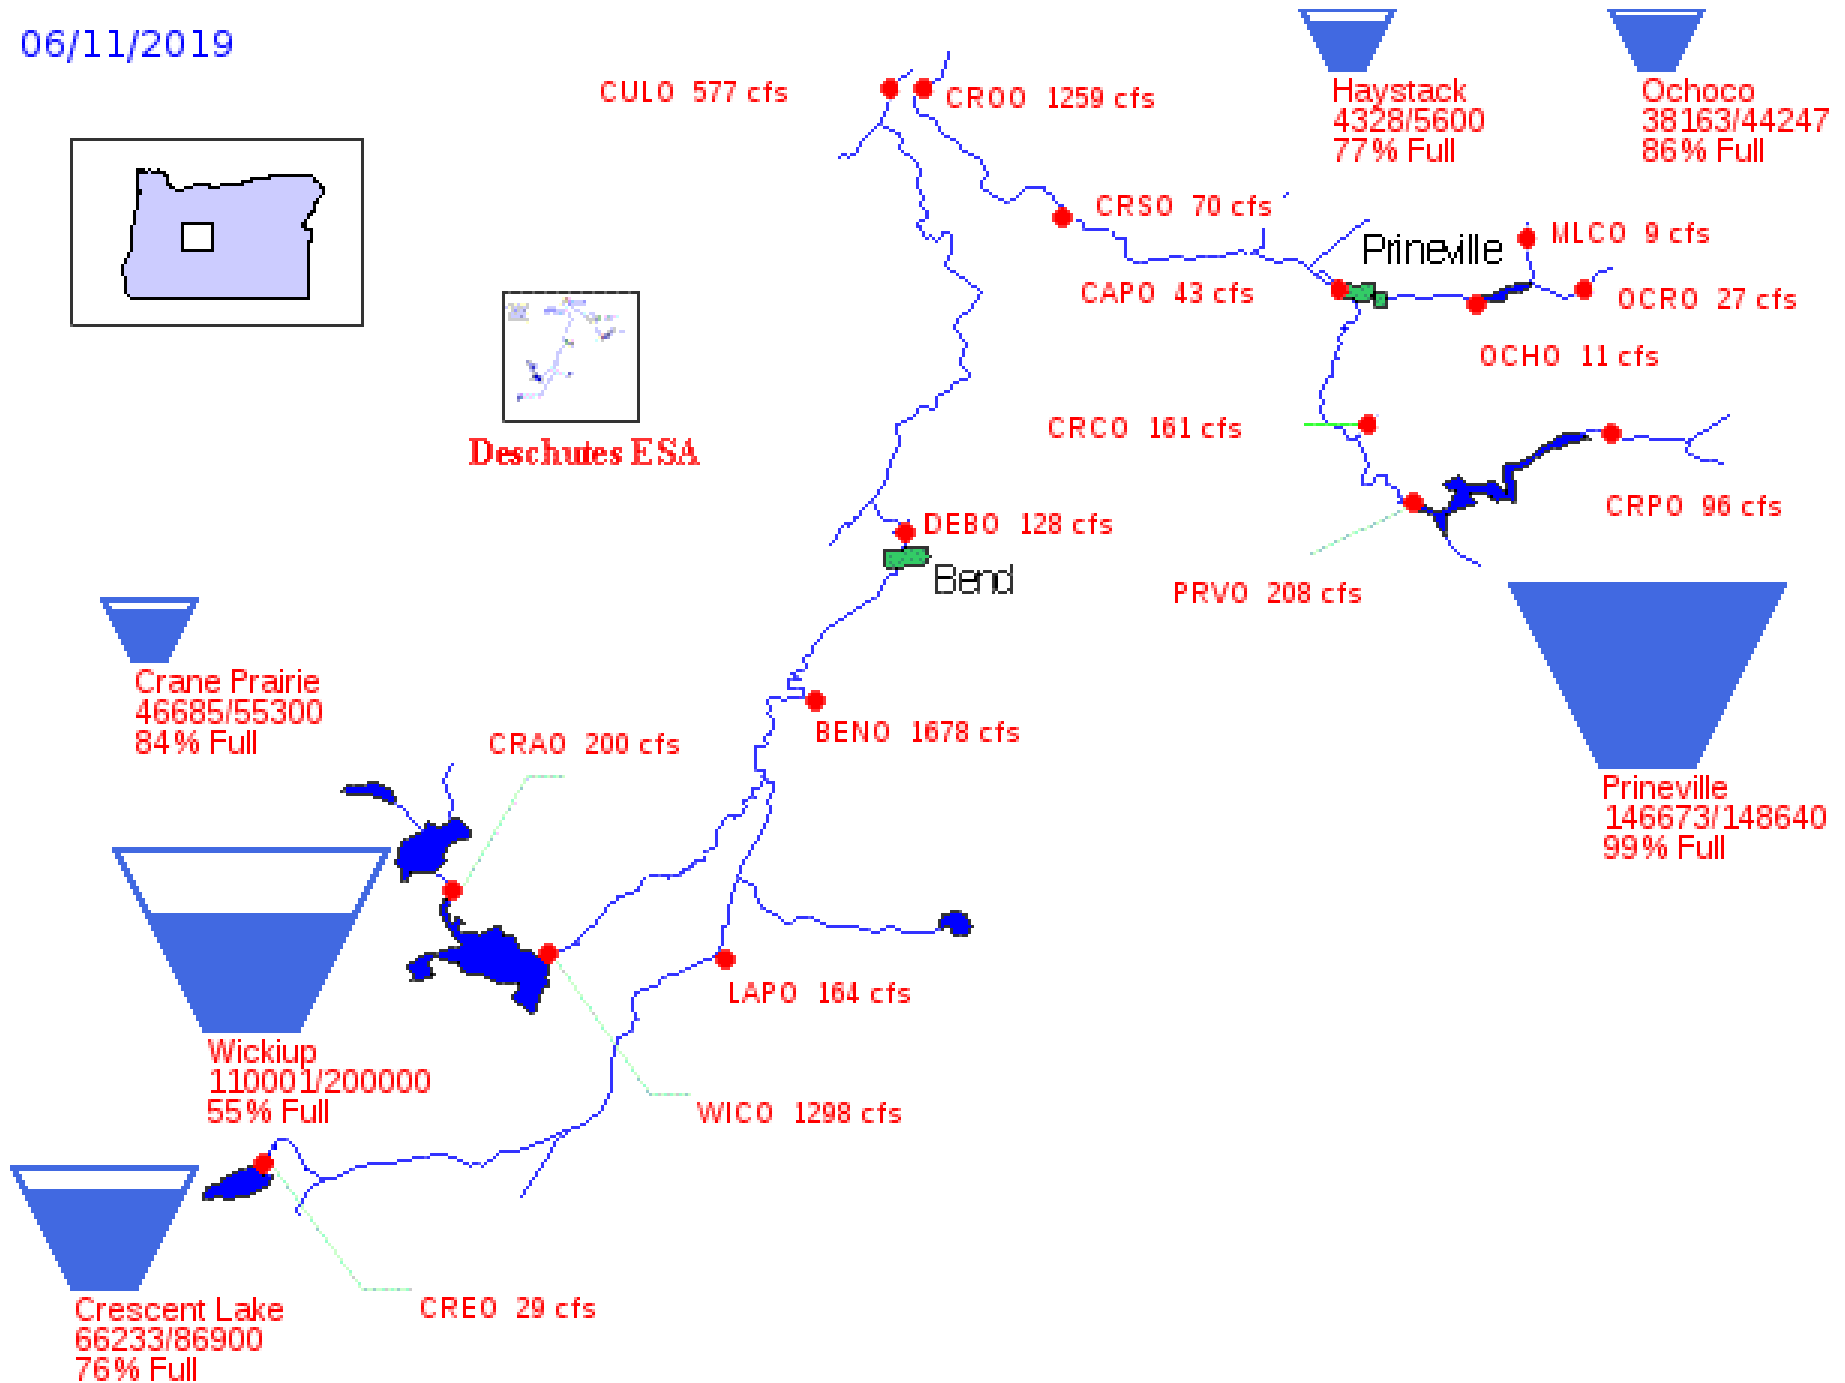 06/11/2019
CULO 577 cfs
CROO 1259 cfs
Haystack
4328/5600
77% Full
Ochoco
38163/44247
86% Full
CRSO 70 cfs
Prineville
MLCO 9 cfs
CAPO 43 cfs
OCRO 27 cfs
OCHO 11 cfs
CRCO 161 cfs
Deschutes ESA
CRPO 96 cfs
DEBO 128 cfs
Bend
PRVO 208 cfs
Crane Prairie
46685/55300
84% Full
CRAO 200 cfs
BENO 1678 cfs
Prineville
146673/148640
99% Full
LAPO 164 cfs
Wickiup
110001/200000
55% Full
WICO 1298 cfs
CREO 29 cfs
Crescent Lake
66233/86900
76% Full